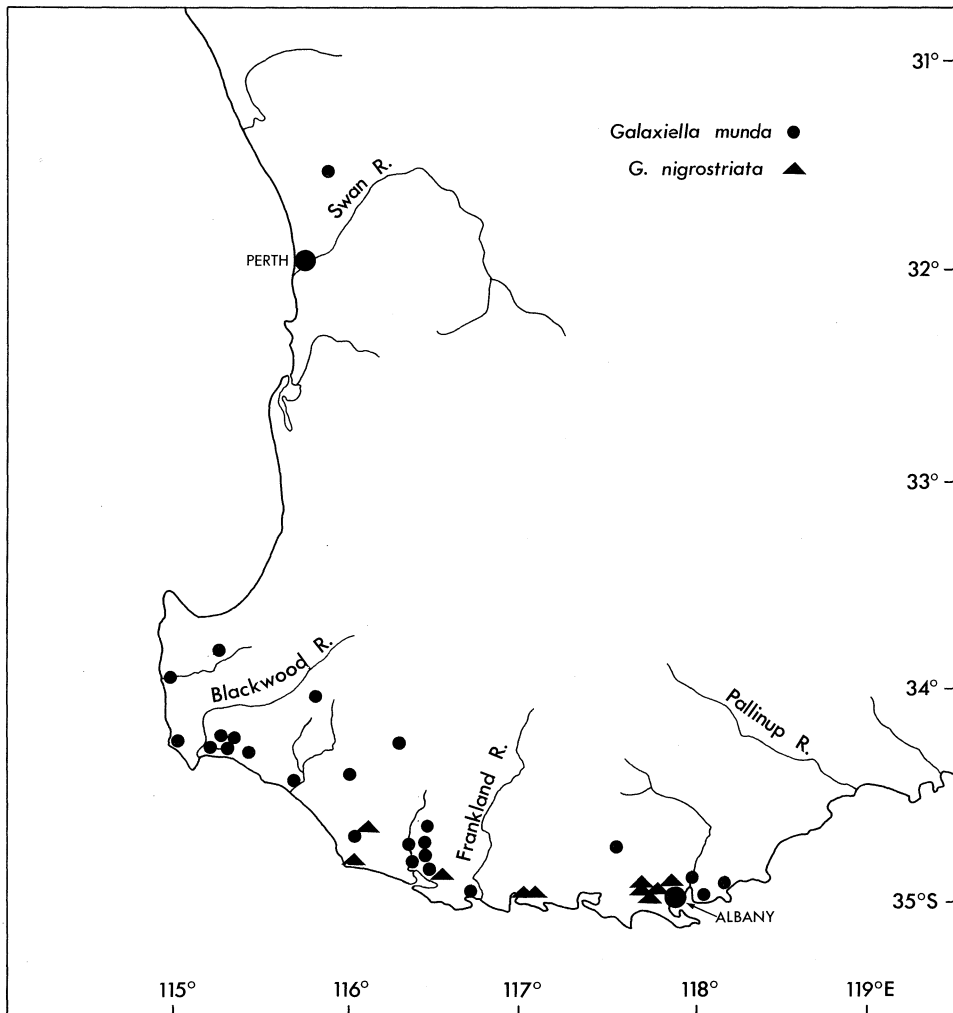 31°
Galaxiella munda
G. nigrostriata
Swan R.
PERTH
32°
33°
Blackwood R.
34°
Pallinup R.
Frankland R.
35°S
ALBANY
115°
116°
117°
118°
119°E